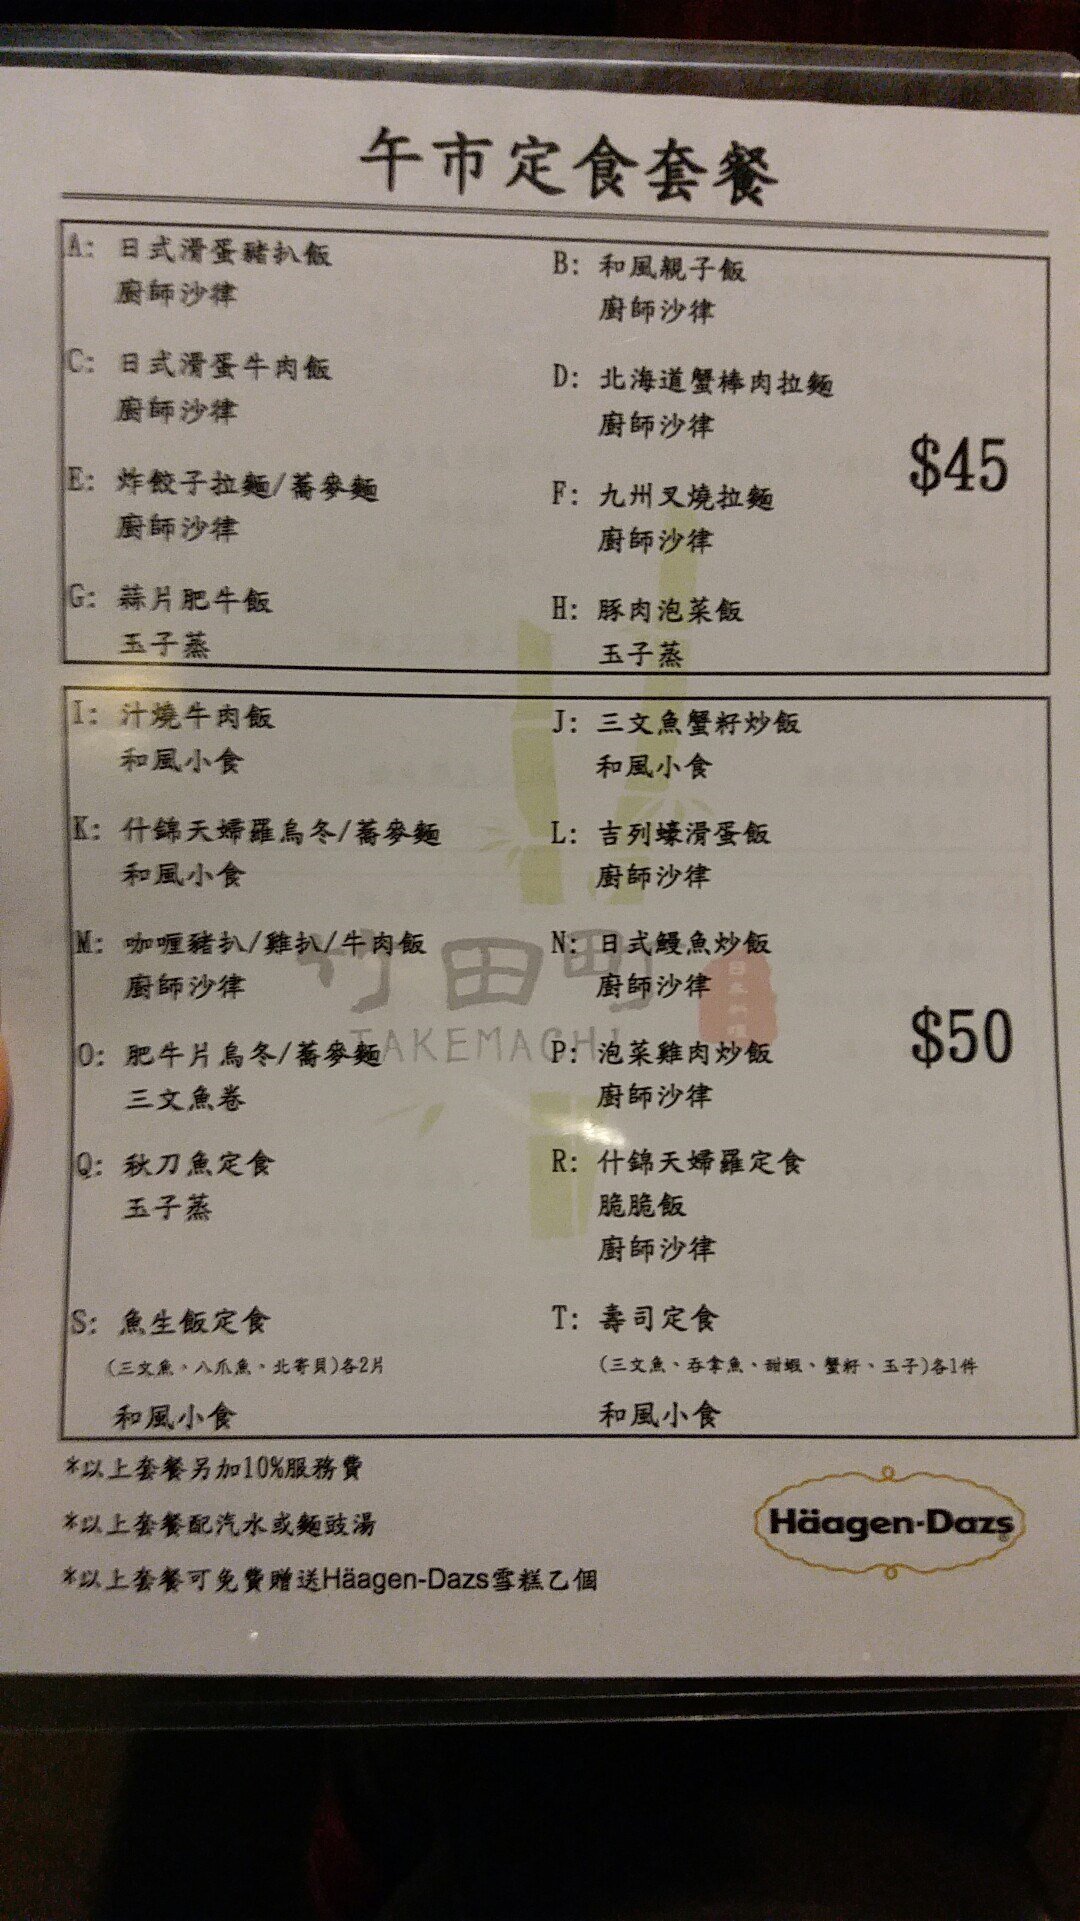 午市定食套餐
A: 日式滑蛋豬扒飯
廚師沙律
B: 和風親子飯
廚師沙律
C: 日式滑蛋牛肉飯
廚師沙律
D: 北海道蟹棒肉拉麵
廚師沙律
E: 炸餃子拉麵/蕎麥麵
廚師沙律
F: 九州叉燒拉麵
廚師沙律
G: 蒜片肥牛飯
玉子蒸
H: 豚肉泡菜飯
玉子蒸
$45
I: 汁燒牛肉飯
和風小食
J: 三文魚蟹籽炒飯
和風小食
K: 什錦天婦羅烏冬/蕎麥麵
和風小食
L: 吉列蠔滑蛋飯
廚師沙律
M: 咖喱豬扒/雞扒/牛肉飯
廚師沙律
N: 日式鰻魚炒飯
廚師沙律
O: 肥牛片烏冬/蕎麥麵
三文魚卷
P: 泡菜雞肉炒飯
廚師沙律
Q: 秋刀魚定食
玉子蒸
R: 什錦天婦羅定食
脆脆飯
廚師沙律
S: 魚生飯定食
(三文魚、八爪魚、北寄貝)各2片
和風小食
T: 壽司定食
(三文魚、吞拿魚、甜蝦、蟹籽、玉子)各1件
和風小食
$50
竹田町
TAKEMACHI
*以上套餐另加10%服務費
*以上套餐配汽水或麵豉湯
*以上套餐可免費贈送Häagen-Dazs雪糕乙個
Häagen-Dazs